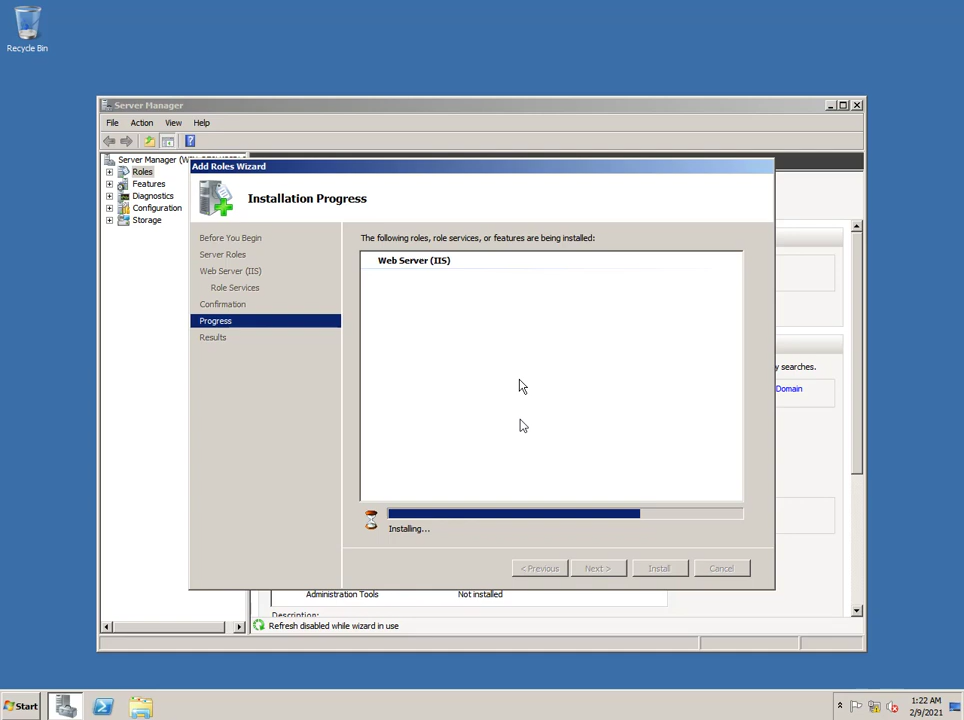 Recycle Bin
Server Manager
File Action View Help
Server Manager
Roles
Features
Diagnostics
Configuration
Storage
Add Roles Wizard
Installation Progress
Before You Begin
Server Roles
Web Server (IIS)
Role Services
Confirmation
Progress
Results
The following roles, role services, or features are being installed:
Web Server (IIS)
Installing...
< Previous Next > Install Cancel
y searches.
Domain
Administration Tools Not installed
Description:
Refresh disabled while wizard in use
Start
1:22 AM
2/9/2021